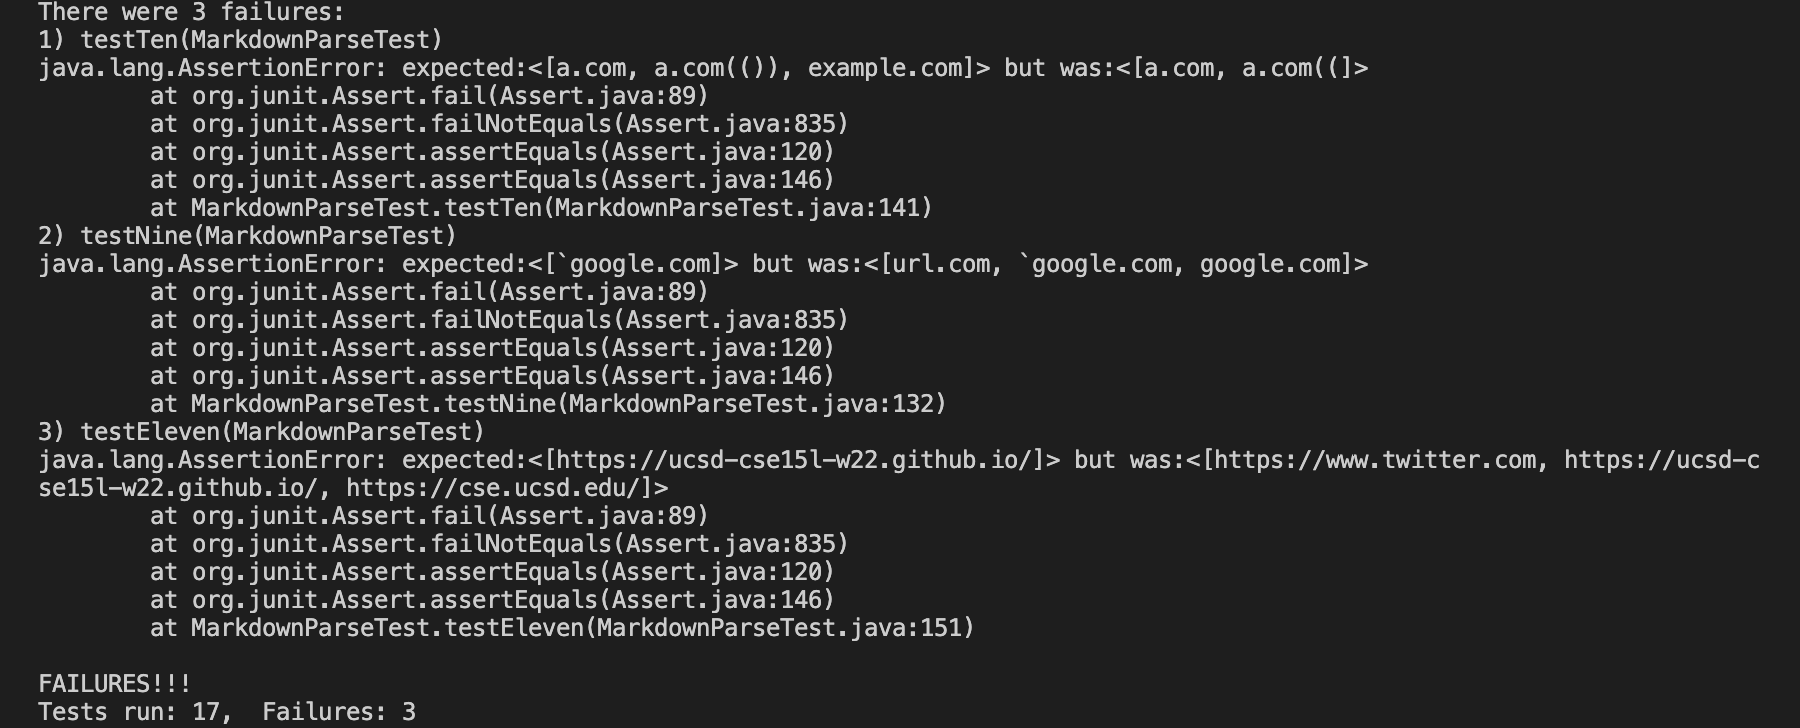 There were 3 failures:
1) testTen(MarkdownParseTest)
java.lang.AssertionError: expected:<[a.com, a.com(()), example.com]> but was:<[a.com, a.com((]>
        at org.junit.Assert.fail(Assert.java:89)
        at org.junit.Assert.failNotEquals(Assert.java:835)
        at org.junit.Assert.assertEquals(Assert.java:120)
        at org.junit.Assert.assertEquals(Assert.java:146)
        at MarkdownParseTest.testTen(MarkdownParseTest.java:141)
2) testNine(MarkdownParseTest)
java.lang.AssertionError: expected:<[`google.com]> but was:<[url.com, `google.com, google.com]>
        at org.junit.Assert.fail(Assert.java:89)
        at org.junit.Assert.failNotEquals(Assert.java:835)
        at org.junit.Assert.assertEquals(Assert.java:120)
        at org.junit.Assert.assertEquals(Assert.java:146)
        at MarkdownParseTest.testNine(MarkdownParseTest.java:132)
3) testEleven(MarkdownParseTest)
java.lang.AssertionError: expected:<[https://ucsd-cse15l-w22.github.io/]> but was:<[https://www.twitter.com, https://ucsd-c
se15l-w22.github.io/, https://cse.ucsd.edu/]>
        at org.junit.Assert.fail(Assert.java:89)
        at org.junit.Assert.failNotEquals(Assert.java:835)
        at org.junit.Assert.assertEquals(Assert.java:120)
        at org.junit.Assert.assertEquals(Assert.java:146)
        at MarkdownParseTest.testEleven(MarkdownParseTest.java:151)

FAILURES!!!
Tests run: 17,  Failures: 3